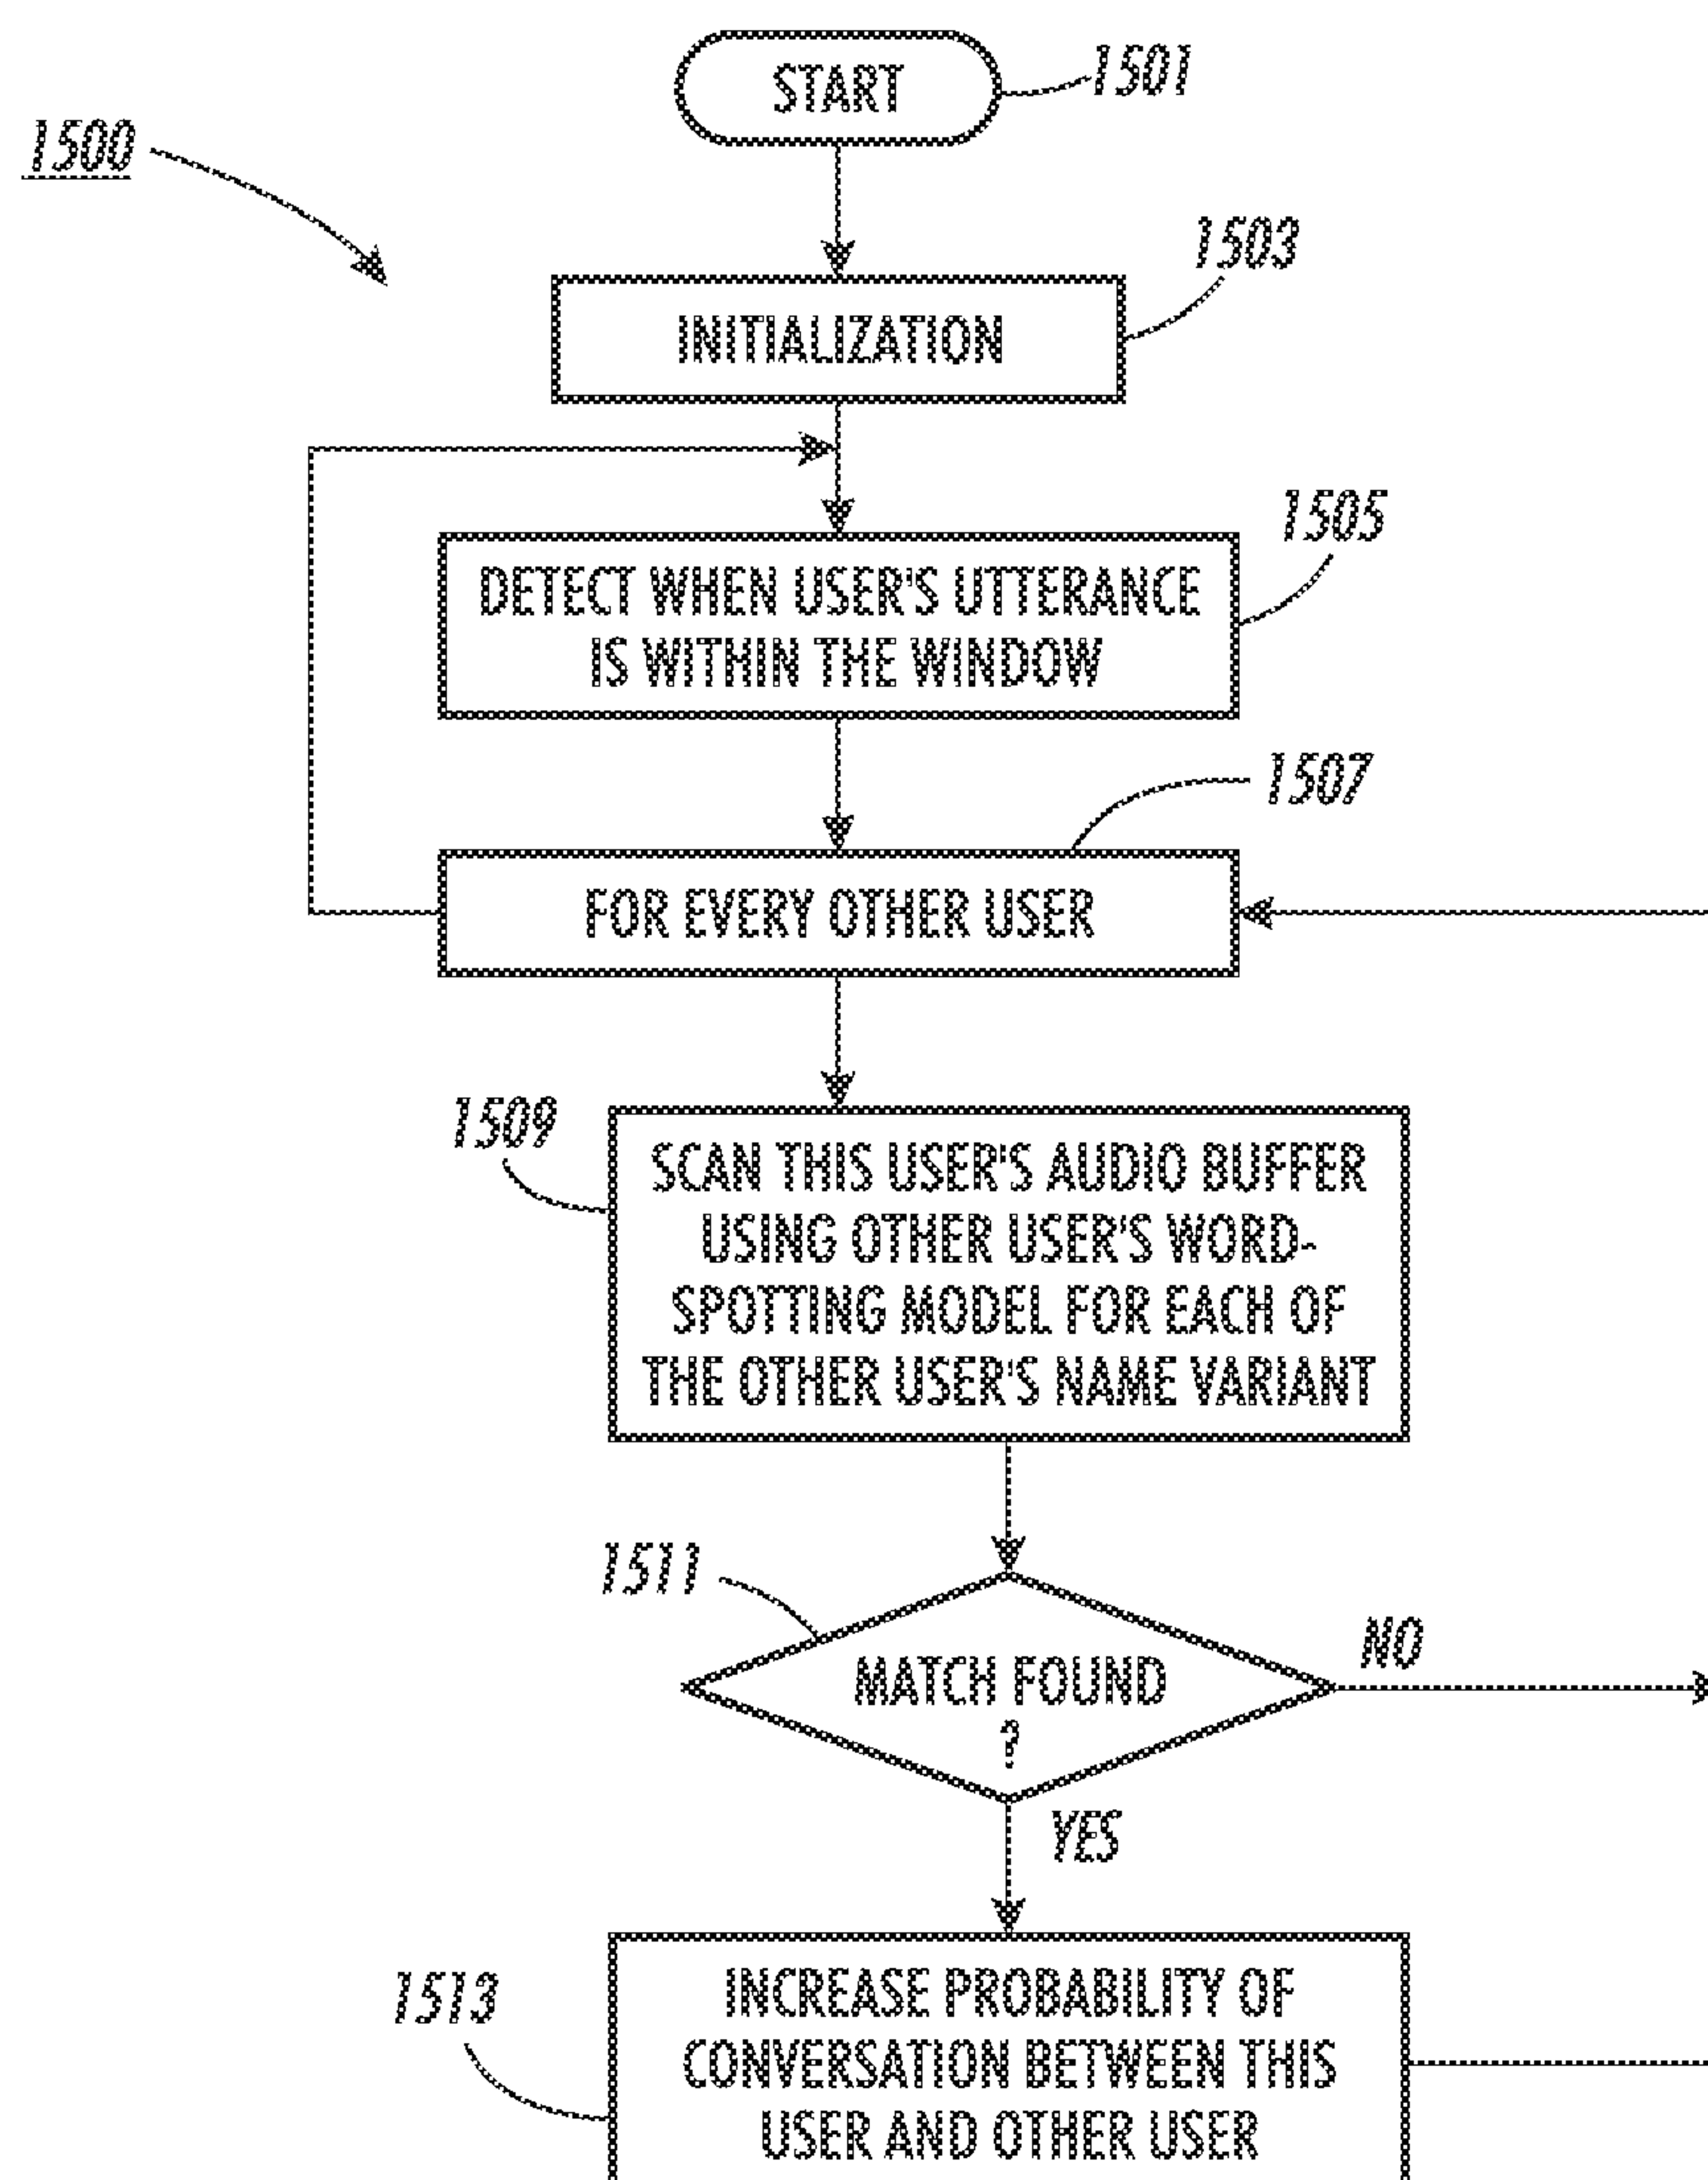 START
1501
1500
1503
INITIALIZATION
1505
DETECT WHEN USER'S UTTERANCE
IS WITHIN THE WINDOW
1507
FOR EVERY OTHER USER
1509
SCAN THIS USER'S AUDIO BUFFER
USING OTHER USER'S WORD-
SPOTTING MODEL FOR EACH OF
THE OTHER USER'S NAME VARIANT
1511
MATCH FOUND
?
NO
YES
1513
INCREASE PROBABILITY OF
CONVERSATION BETWEEN THIS
USER AND OTHER USER